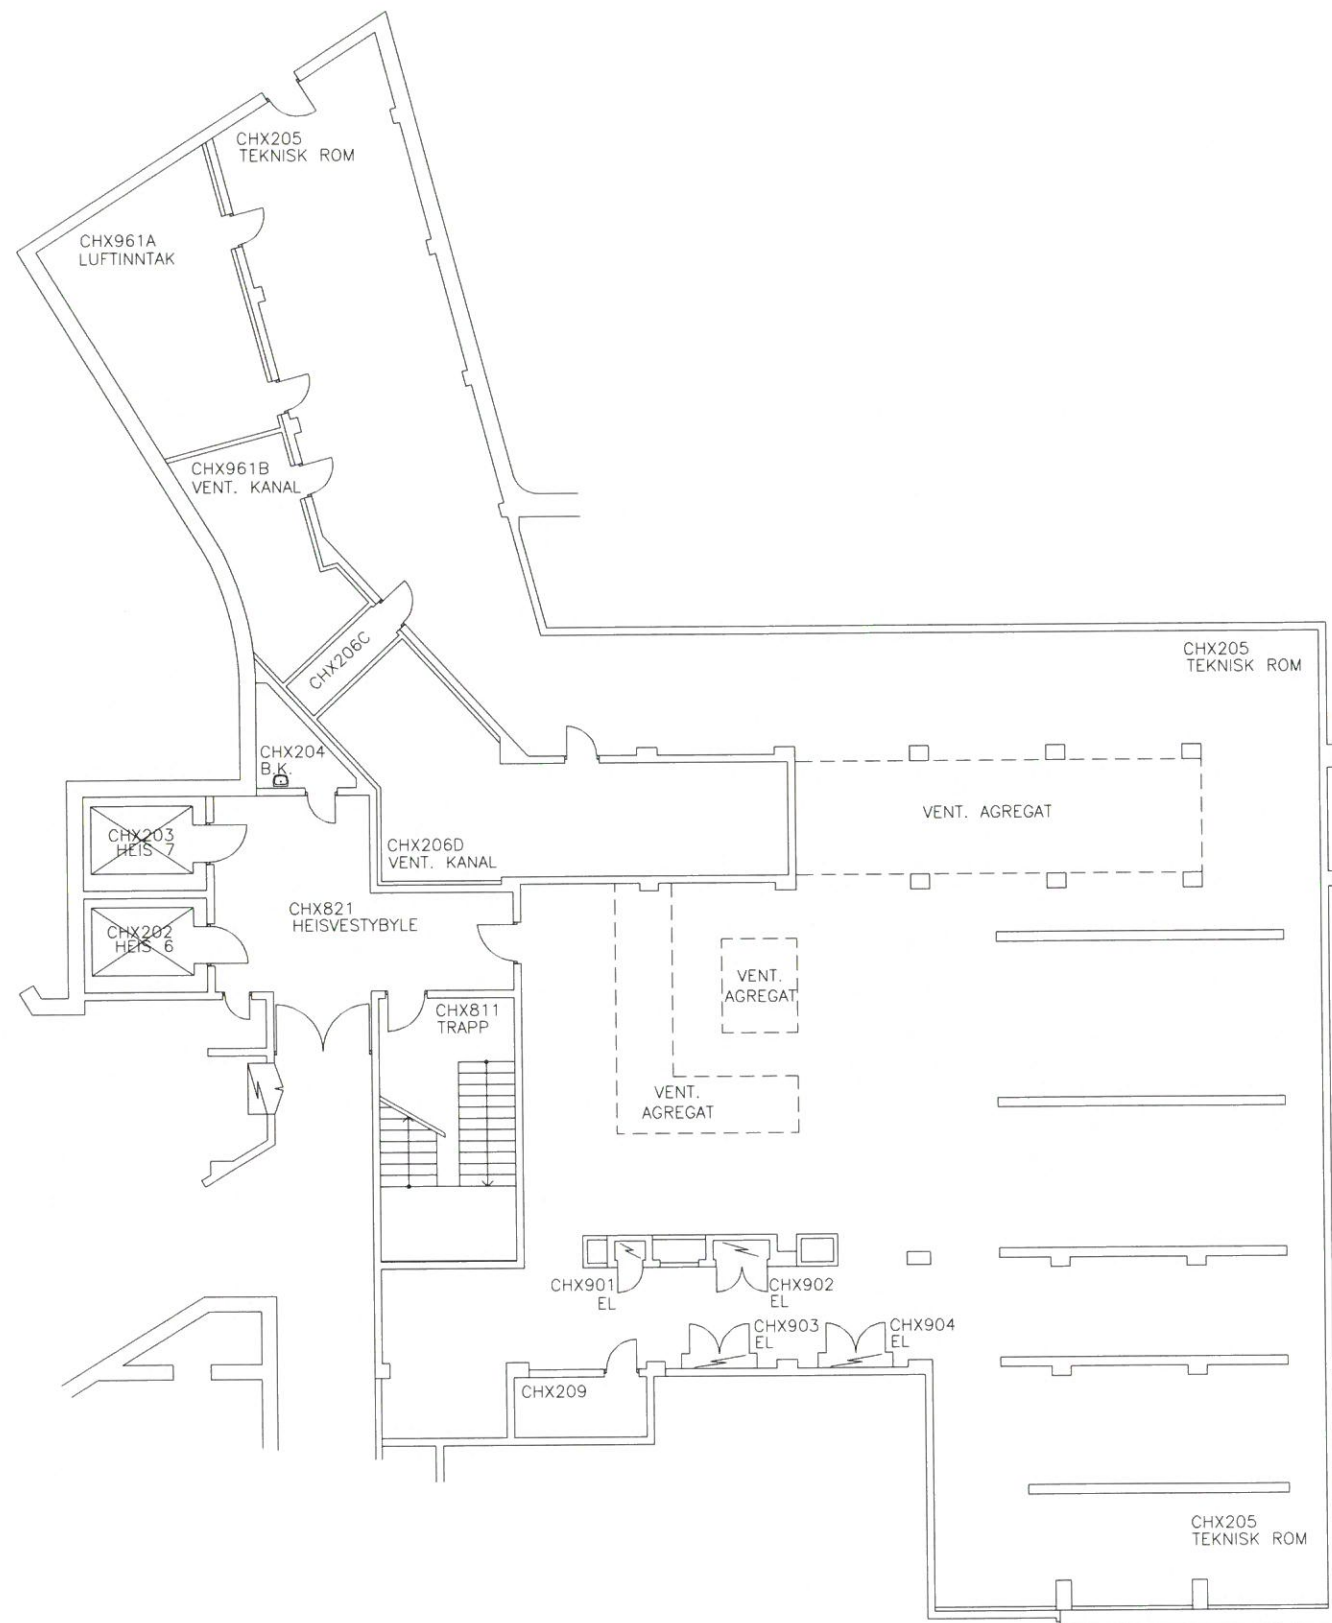 CHX205
TEKNISK ROM
CHX961A
LUFTINNTAK
CHX961B
VENT. KANAL
CHX206C
CHX205
TEKNISK ROM
CHX204
B.K.
VENT. AGREGAT
CHX203
HEIS 7
CHX206D
VENT. KANAL
CHX821
HEISVESTYBYLE
CHX202
HEIS 6
VENT.
AGREGAT
CHX811
TRAPP
VENT.
AGREGAT
CHX901
EL
CHX902
EL
CHX903
EL
CHX904
EL
CHX209
CHX205
TEKNISK ROM